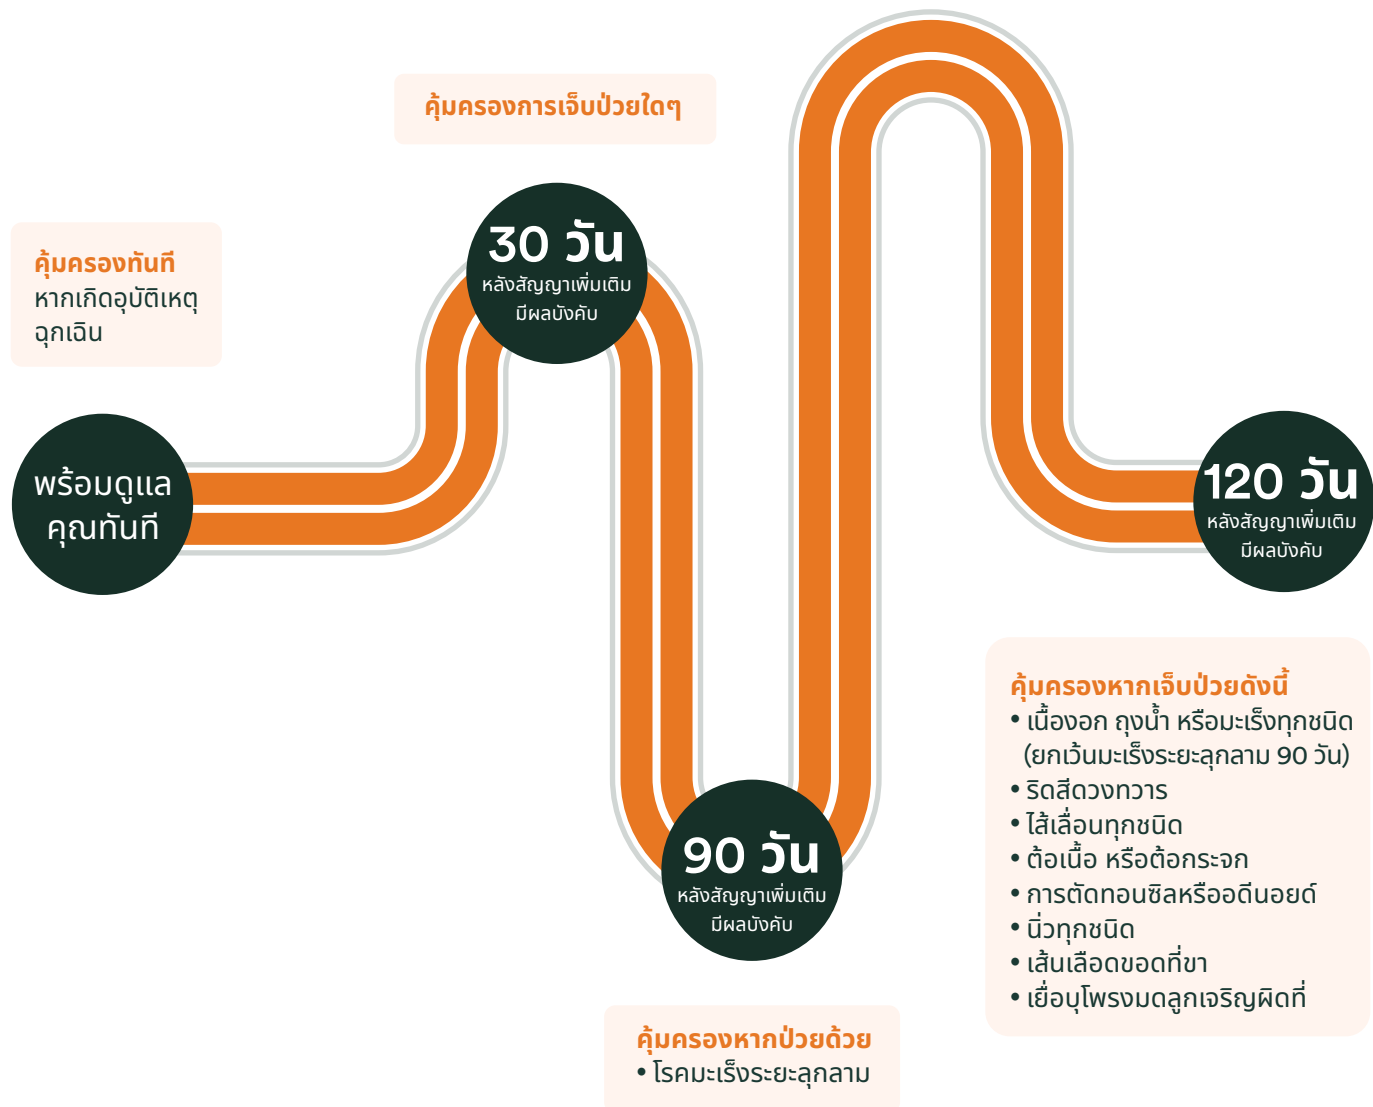 คุ้มครองการเจ็บป่วยใดๆ
30 วัน
หลังสัญญาเพิ่มเติม
มีผลบังคับ
คุ้มครองทันที
หากเกิดอุบัติเหตุ
ฉุกเฉิน
พร้อมดูแล
คุณทันที
120 วัน
หลังสัญญาเพิ่มเติม
มีผลบังคับ
คุ้มครองหากเจ็บป่วยดังนี้
• เนื้องอก ถุงน้ำ หรือมะเร็งทุกชนิด
(ยกเว้นมะเร็งระยะลุกลาม 90 วัน)
• ริดสีดวงทวาร
• ไส้เลื่อนทุกชนิด
• ต้อเนื้อ หรือต้อกระจก
• การตัดทอนซิลหรืออดีนอยด์
• นิ่วทุกชนิด
• เส้นเลือดขอดที่ขา
• เยื่อบุโพรงมดลูกเจริญผิดที่
90 วัน
หลังสัญญาเพิ่มเติม
มีผลบังคับ
คุ้มครองหากป่วยด้วย
• โรคมะเร็งระยะลุกลาม